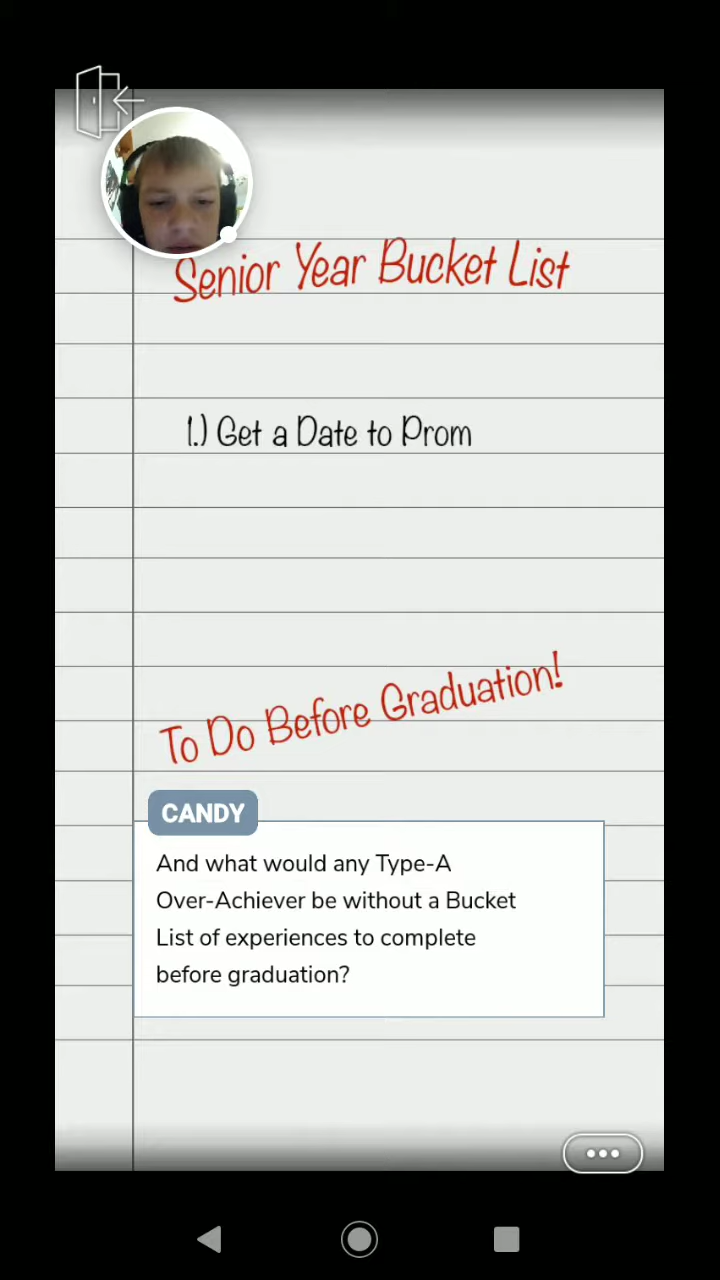 Senior Year Bucket List
1.) Get a Date to Prom
To Do Before Graduation!
CANDY
And what would any Type-A
Over-Achiever be without a Bucket
List of experiences to complete
before graduation?